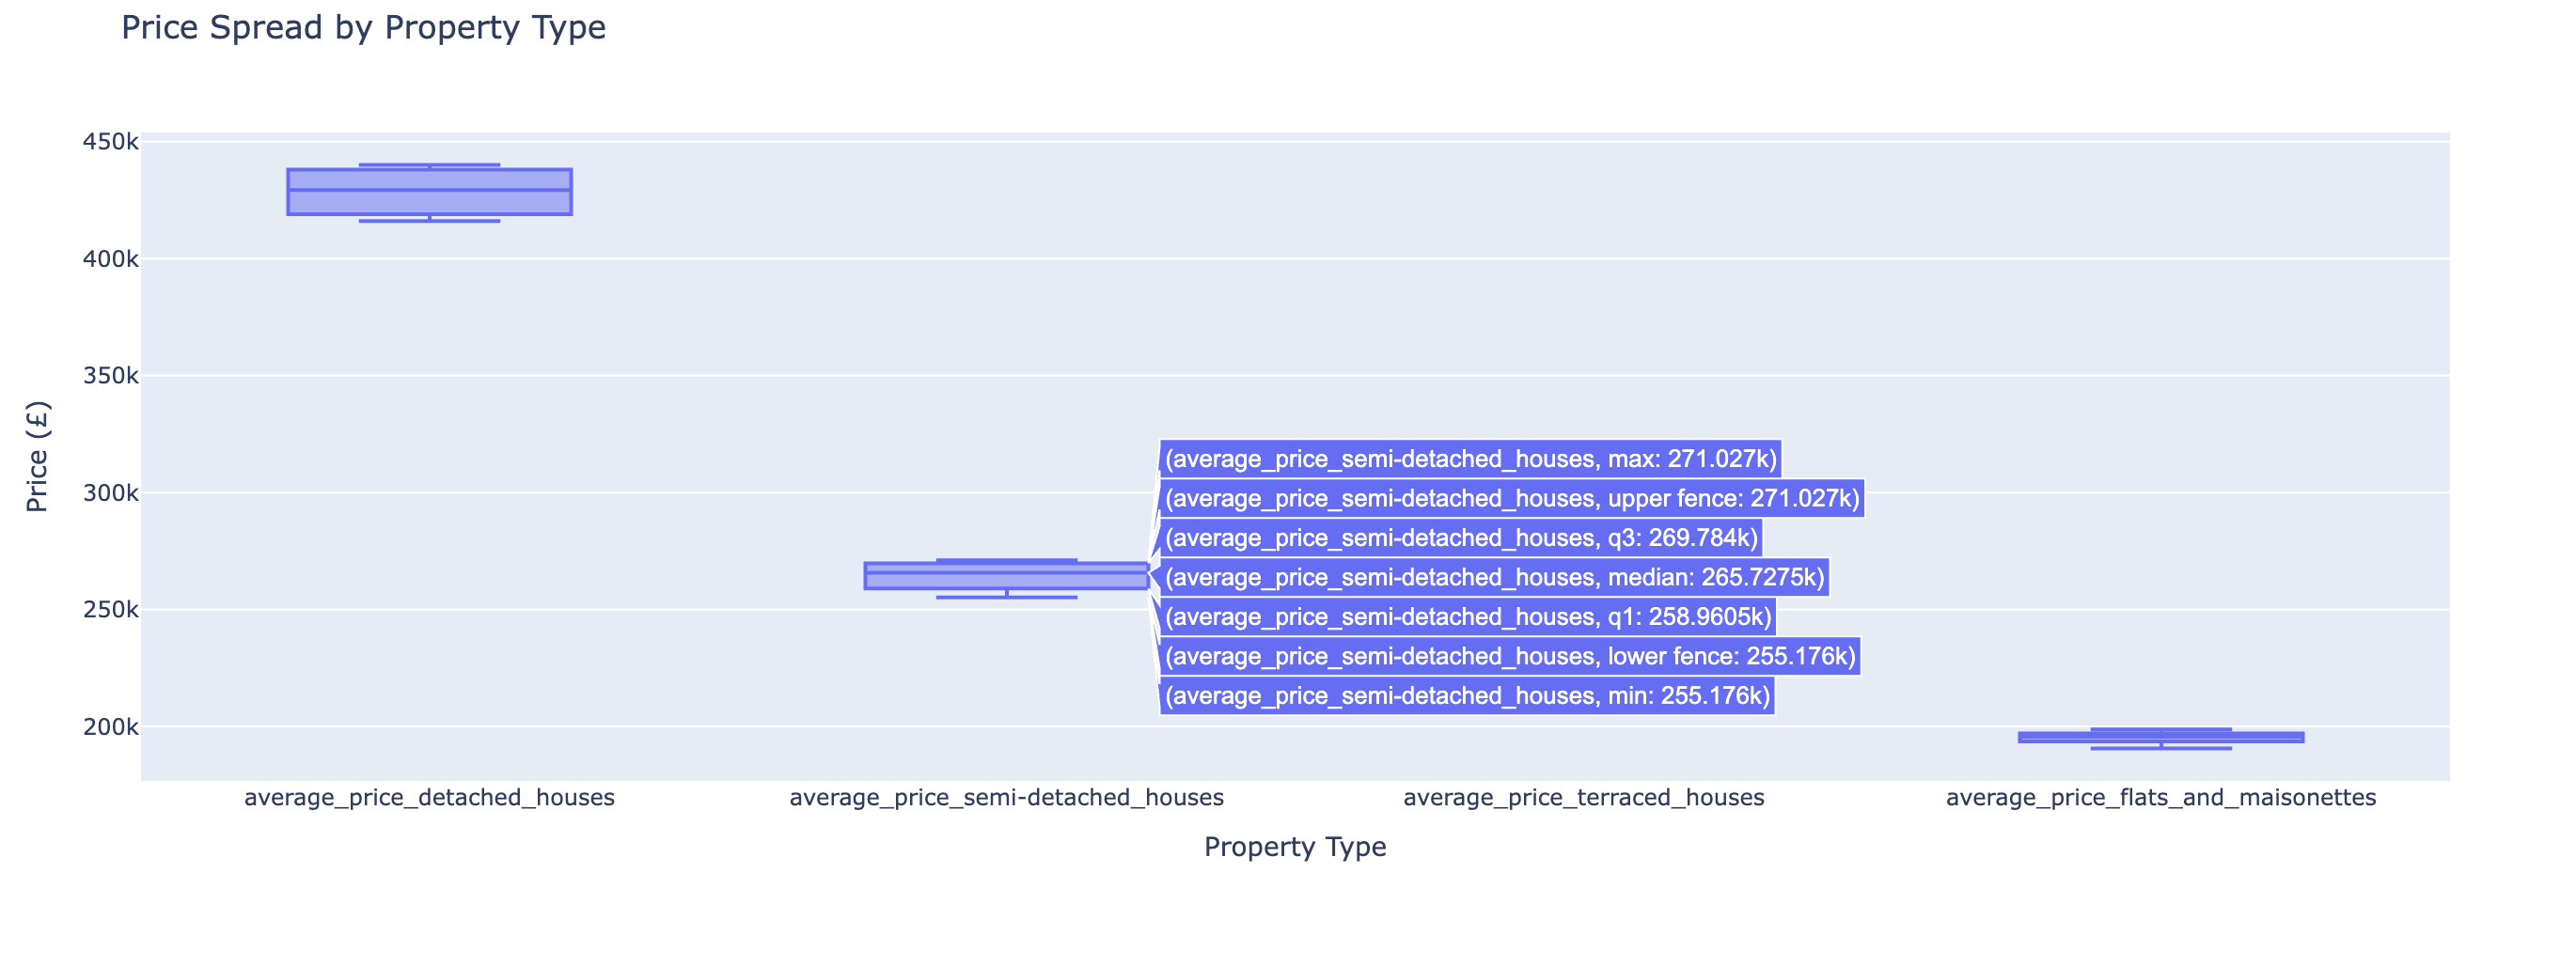 Price Spread by Property Type
450k
400k
350k
300k
250k
200k
Price (£)
(average_price_semi-detached_houses, max: 271.027k)
(average_price_semi-detached_houses, upper fence: 271.027k)
(average_price_semi-detached_houses, q3: 269.784k)
(average_price_semi-detached_houses, median: 265.7275k)
(average_price_semi-detached_houses, q1: 258.9605k)
(average_price_semi-detached_houses, lower fence: 255.176k)
(average_price_semi-detached_houses, min: 255.176k)
average_price_detached_houses
average_price_semi-detached_houses
average_price_terraced_houses
average_price_flats_and_maisonettes
Property Type